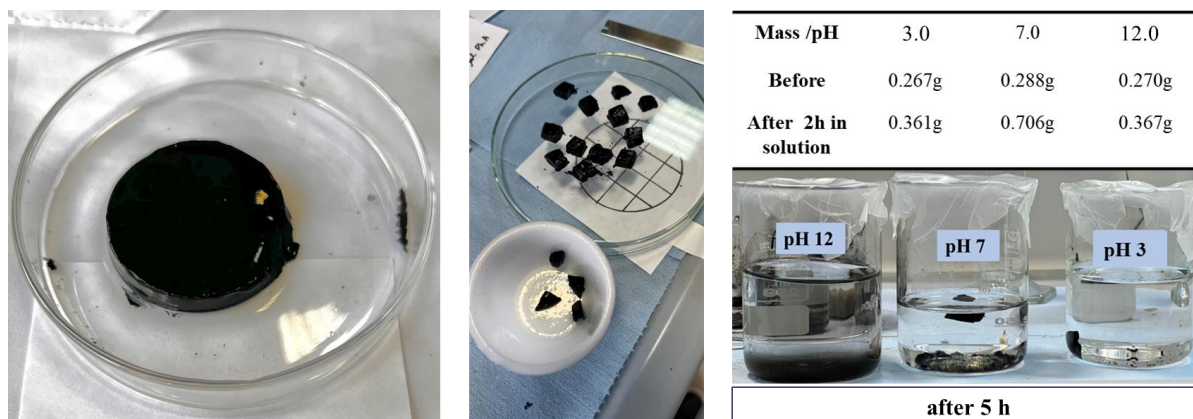 Ph.A
Mass /pH 3.0 7.0 12.0
Before 0.267g 0.288g 0.270g
After 2h in 0.361g 0.706g 0.367g
solution
pH 12
pH 7
pH 3
after 5 h